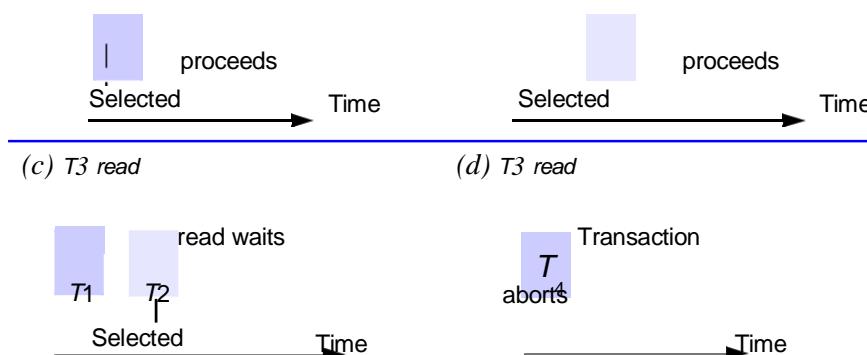 proceeds
Selected
Time
proceeds
Selected
Time
(c) T3 read
(d) T3 read
read waits
T1
T2
Selected
Time
Transaction
T4
aborts
Time